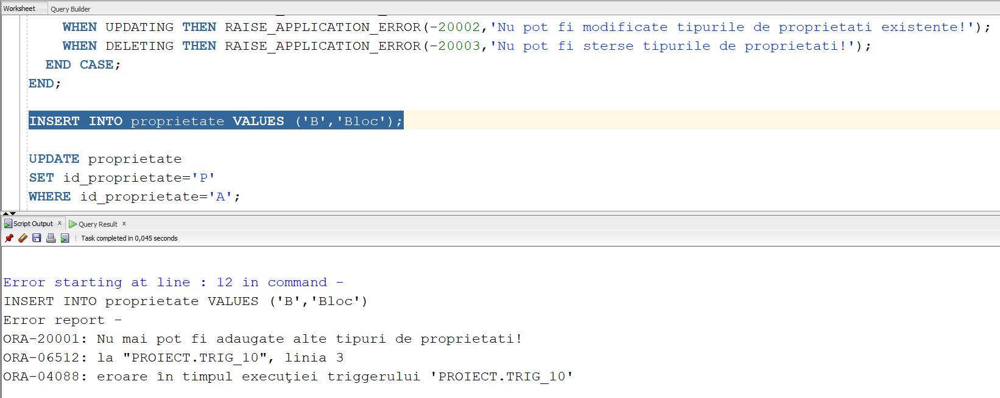 Worksheet Query Builder
WHEN UPDATING THEN RAISE_APPLICATION_ERROR(-20002,'Nu pot fi modificate tipurile de proprietati existente!');
WHEN DELETING THEN RAISE_APPLICATION_ERROR(-20003,'Nu pot fi sterse tipurile de proprietati!');
END CASE;
END;
INSERT INTO proprietate VALUES ('B','Bloc');
UPDATE proprietate
SET id_proprietate='P'
WHERE id_proprietate='A';
Script Output x Query Result x
Task completed in 0,045 seconds
Error starting at line : 12 in command -
INSERT INTO proprietate VALUES ('B','Bloc')
Error report -
ORA-20001: Nu mai pot fi adaugate alte tipuri de proprietati!
ORA-06512: la "PROIECT.TRIG_10", linia 3
ORA-04088: eroare în timpul execuţiei triggerului 'PROIECT.TRIG_10'